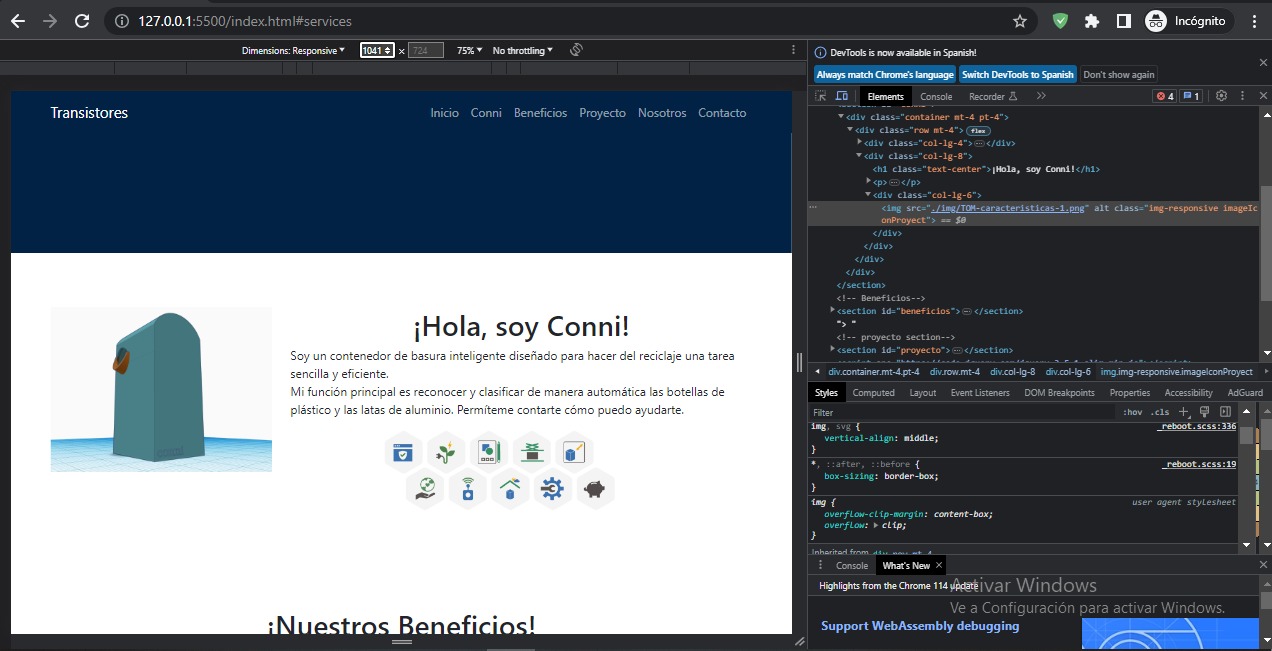 127.0.0.1:5500/index.html#services
Incógnito
Dimensions: Responsive
1041 × 724
75%
No throttling
Transistores
Inicio Conni Beneficios Proyecto Nosotros Contacto
¡Hola, soy Conni!
Soy un contenedor de basura inteligente diseñado para hacer del reciclaje una tarea
sencilla y eficiente.
Mi función principal es reconocer y clasificar de manera automática las botellas de
plástico y las latas de aluminio. Permíteme contarte cómo puedo ayudarte.
¡Nuestros Beneficios!
DevTools is now available in Spanish!
Always match Chrome's language
Switch DevTools to Spanish
Don't show again
Elements Console Recorder
4 1
<div class="container mt-4 pt-4">
<div class="row mt-4"> flex
<div class="col-lg-4"> </div>
<div class="col-lg-8">
<h1 class="text-center">¡Hola, soy Conni!</h1>
<p> </p>
<div class="col-lg-6">
<img src="./img/TOM-caracteristicas-1.png" alt class="img-responsive imageIc
onProyect"> == $0
</div>
</div>
</div>
</div>
</section>
<!-- Beneficios-->
<section id="beneficios"> </section>
"> "
<!-- proyecto section-->
<section id="proyecto"> </section>
div.container.mt-4.pt-4 div.row.mt-4 div.col-lg-8 div.col-lg-6 img.img-responsive.imageIconProyect
Styles Computed Layout Event Listeners DOM Breakpoints Properties Accessibility AdGuard
Filter
:hov .cls
img, svg {
_reboot.scss:336
vertical-align: middle;
}
*, ::after, ::before {
_reboot.scss:19
box-sizing: border-box;
}
img {
user agent stylesheet
overflow-clip-margin: content-box;
overflow: clip;
}
Inherited from div.row.mt-4
Console What's New
Highlights from the Chrome 114 update
Activar Windows
Ve a Configuración para activar Windows.
Support WebAssembly debugging